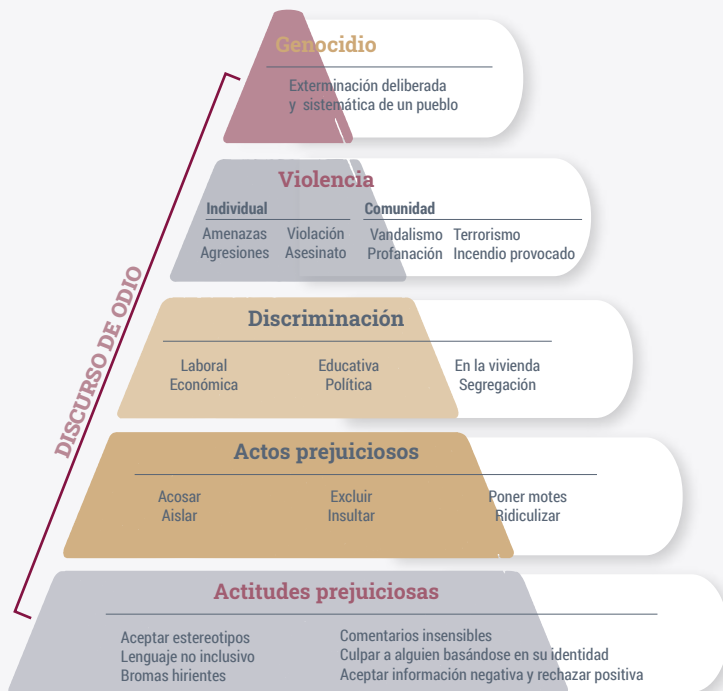 Genocidio
Exterminación deliberada
y sistemática de un pueblo
DISCURSO DE ODIO
Violencia
Individual Comunidad
Amenazas Violación Vandalismo Terrorismo
Agresiones Asesinato Profanación Incendio provocado
Discriminación
Laboral Educativa En la vivienda
Económica Política Segregación
Actos prejuiciosos
Acosar Excluir Poner motes
Aislar Insultar Ridiculizar
Actitudes prejuiciosas
Aceptar estereotipos Comentarios insensibles
Lenguaje no inclusivo Culpar a alguien basándose en su identidad
Bromas hirientes Aceptar información negativa y rechazar positiva